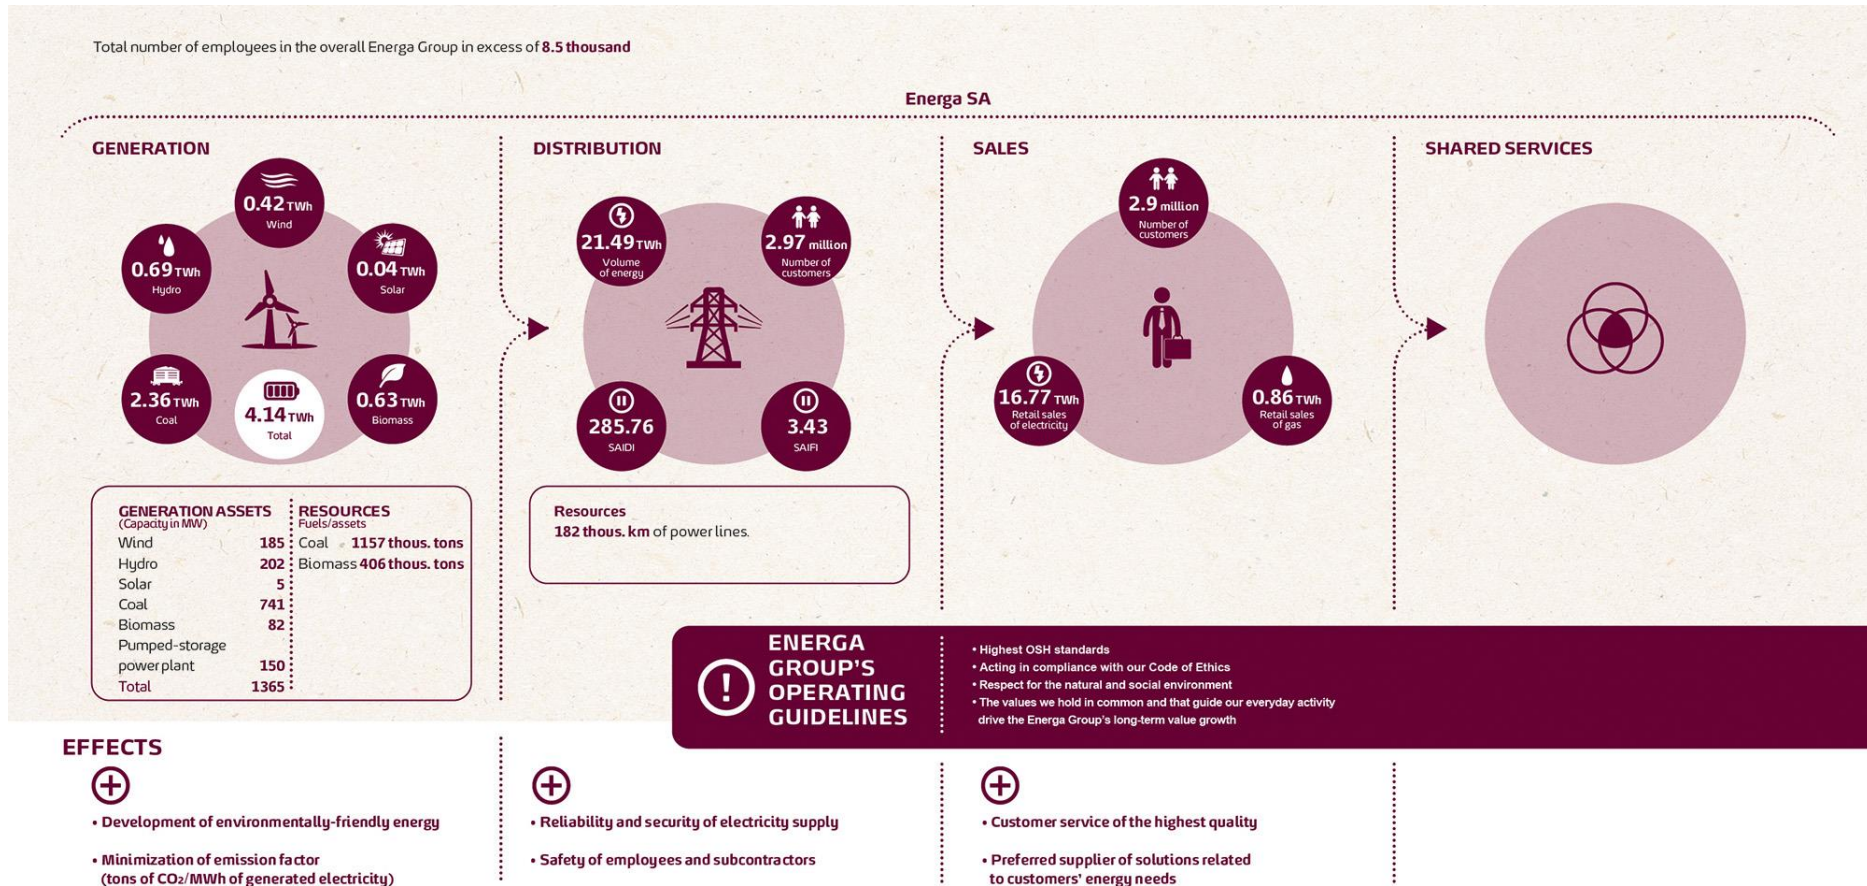 Total number of employees in the overall Energa Group in excess of 8.5 thousand
Energa SA
GENERATION
0.42 TWh
Wind
0.69 TWh
Hydro
0.04 TWh
Solar
2.36 TWh
Coal
4.14 TWh
Total
0.63 TWh
Biomass
GENERATION ASSETS
(Capacity in MW)
Wind 185
Hydro 202
Solar 5
Coal 741
Biomass 82
Pumped-storage
power plant 150
Total 1365
RESOURCES
Fuels/assets
Coal 1157 thous. tons
Biomass 406 thous. tons
DISTRIBUTION
21.49 TWh
Volume
of energy
2.97 million
Number of
customers
285.76
SAIDI
3.43
SAIFI
Resources
182 thous. km of power lines.
SALES
2.9 million
Number of
customers
16.77 TWh
Retail sales
of electricity
0.86 TWh
Retail sales
of gas
SHARED SERVICES
ENERGA
GROUP'S
OPERATING
GUIDELINES
• Highest OSH standards
• Acting in compliance with our Code of Ethics
• Respect for the natural and social environment
• The values we hold in common and that guide our everyday activity
drive the Energa Group's long-term value growth
EFFECTS
• Development of environmentally-friendly energy
• Minimization of emission factor
(tons of CO₂/MWh of generated electricity)
• Reliability and security of electricity supply
• Safety of employees and subcontractors
• Customer service of the highest quality
• Preferred supplier of solutions related
to customers' energy needs